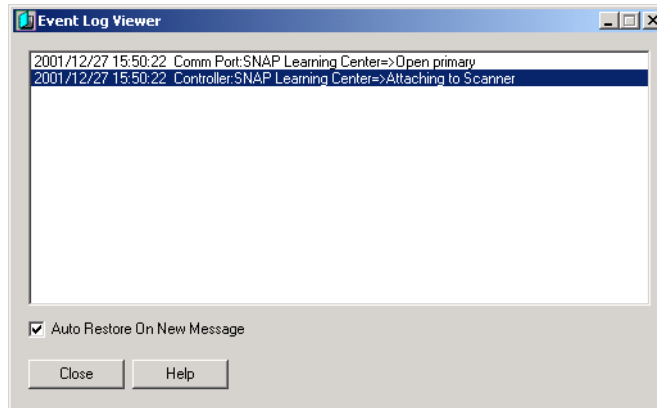 Event Log Viewer
2001/12/27 15:50:22 Comm Port:SNAP Learning Center=>Open primary
2001/12/27 15:50:22 Controller:SNAP Learning Center=>Attaching to Scanner
Auto Restore On New Message
Close Help